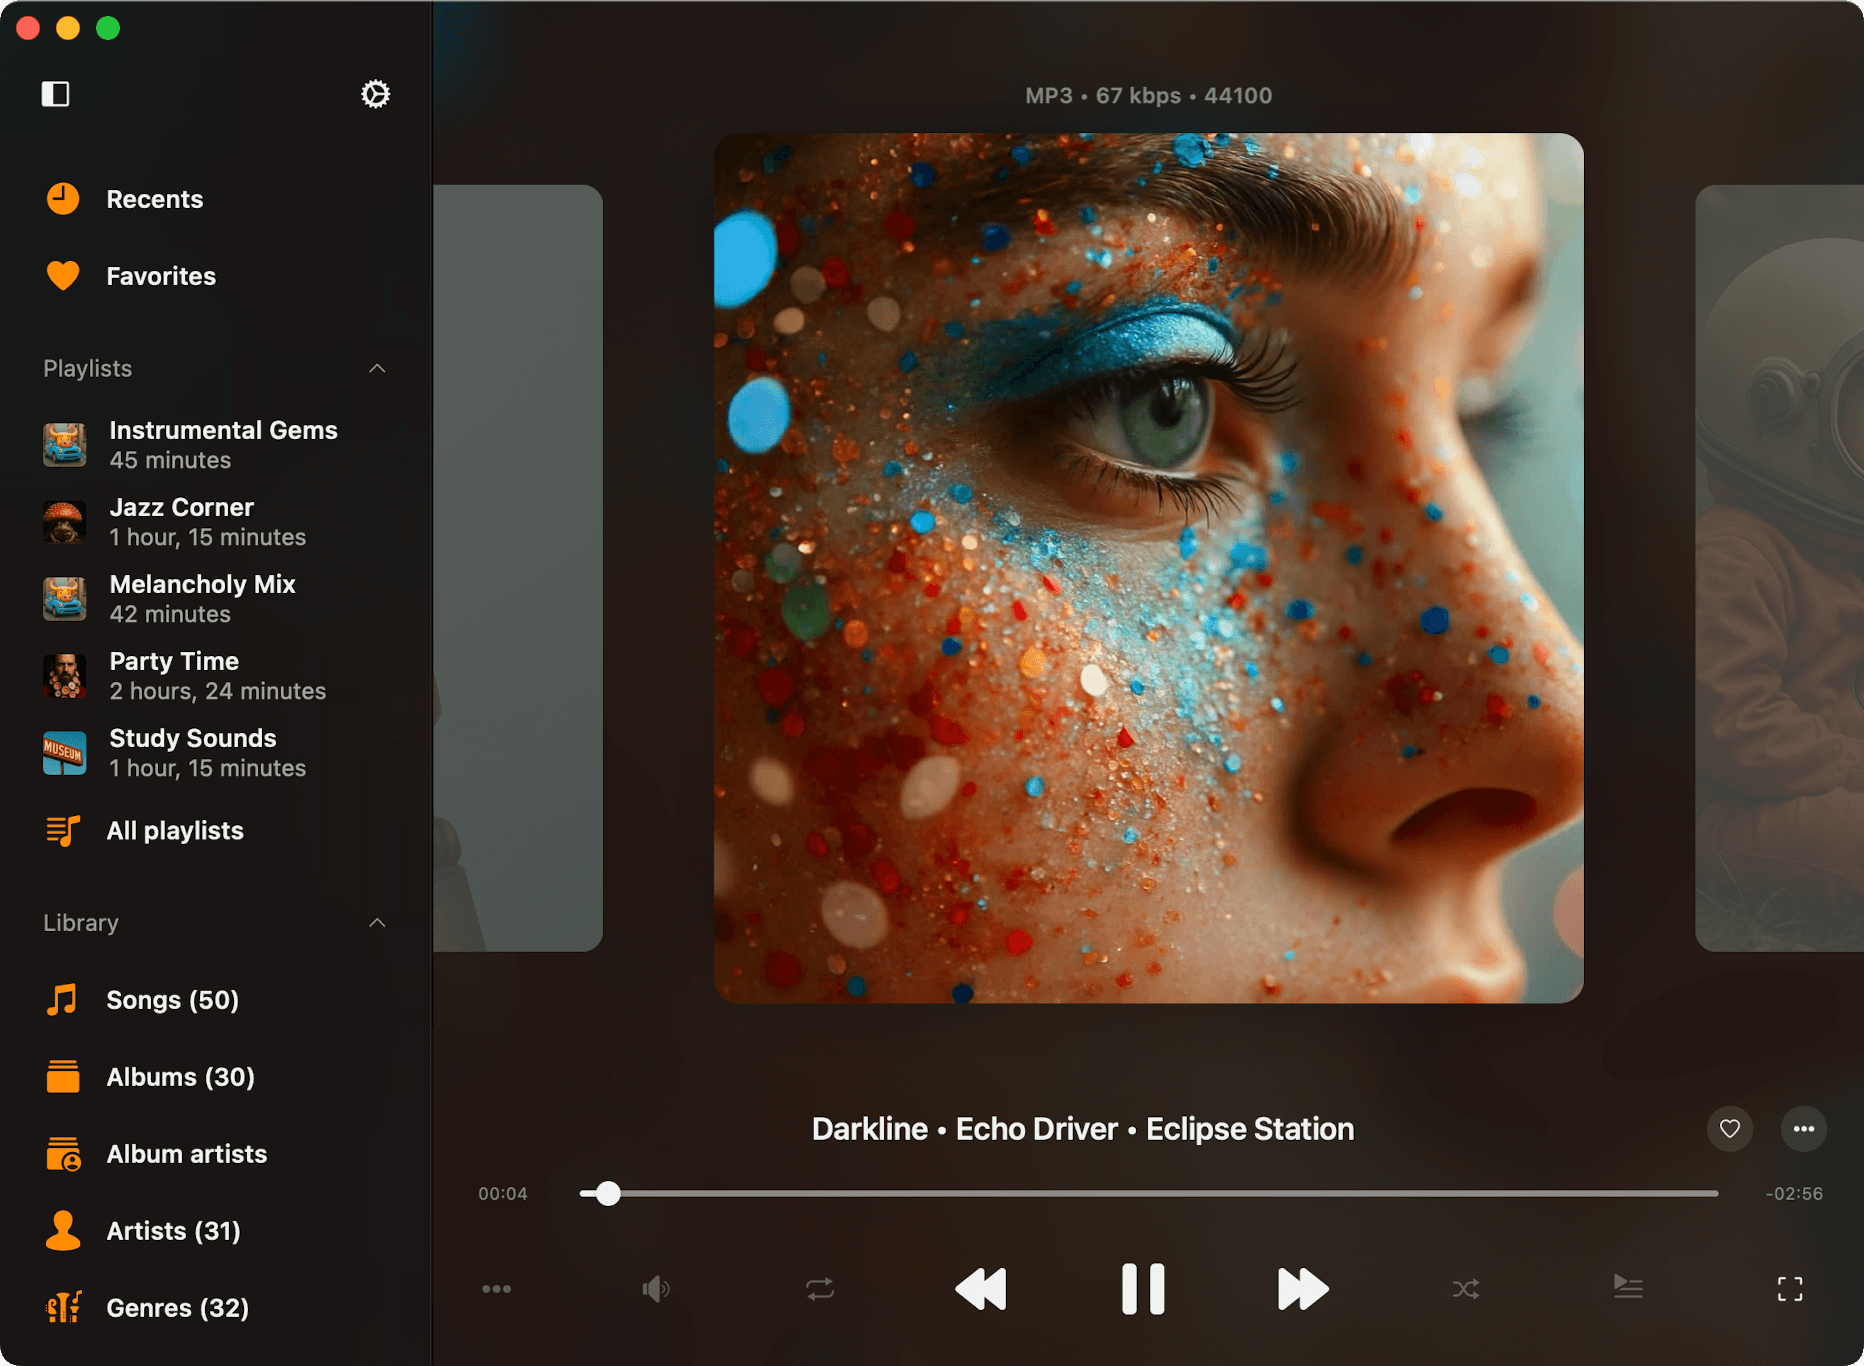 Recents
Favorites
Playlists
Instrumental Gems
45 minutes
Jazz Corner
1 hour, 15 minutes
Melancholy Mix
42 minutes
Party Time
2 hours, 24 minutes
MUSEUM
Study Sounds
1 hour, 15 minutes
All playlists
Library
Songs (50)
Albums (30)
Album artists
Artists (31)
Genres (32)
MP3 • 67 kbps • 44100
Darkline • Echo Driver • Eclipse Station
00:04
-02:56